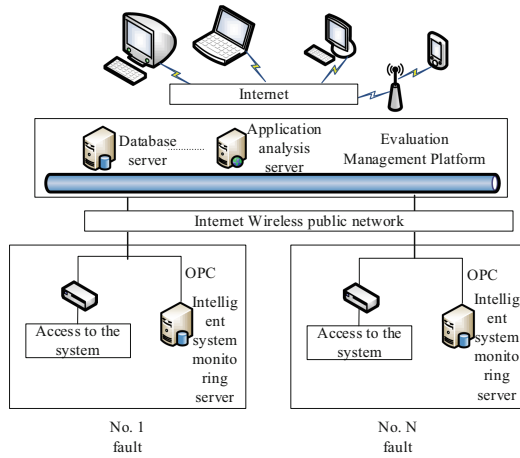 Internet
Database
server
Application
analysis
server
Evaluation
Management Platform
Internet Wireless public network
OPC
Access to the
system
Intellig
ent
system
monito
ring
server
No. 1
fault
OPC
Access to the
system
Intellig
ent
system
monito
ring
server
No. N
fault